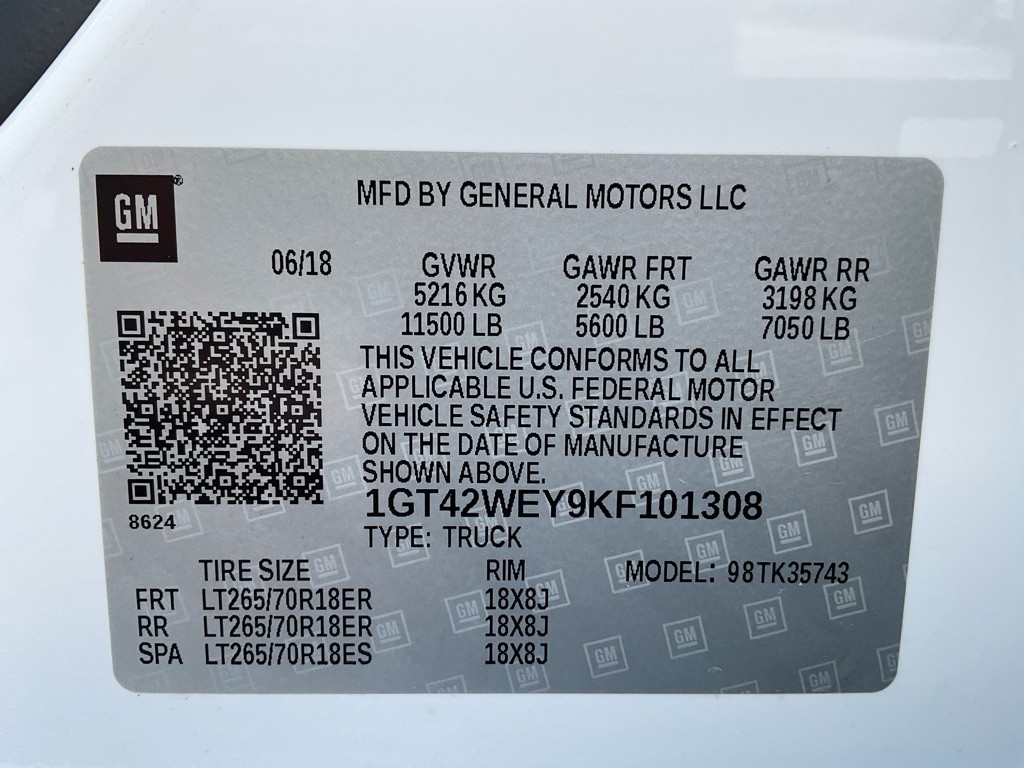 GM®
MFD BY GENERAL MOTORS LLC
06/18 GVWR GAWR FRT GAWR RR
5216 KG 2540 KG 3198 KG
11500 LB 5600 LB 7050 LB
THIS VEHICLE CONFORMS TO ALL
APPLICABLE U.S. FEDERAL MOTOR
VEHICLE SAFETY STANDARDS IN EFFECT
ON THE DATE OF MANUFACTURE
SHOWN ABOVE.
1GT42WEY9KF101308
8624
TYPE: TRUCK
TIRE SIZE RIM MODEL: 98TK35743
FRT LT265/70R18ER 18X8J
RR LT265/70R18ER 18X8J
SPA LT265/70R18ES 18X8J